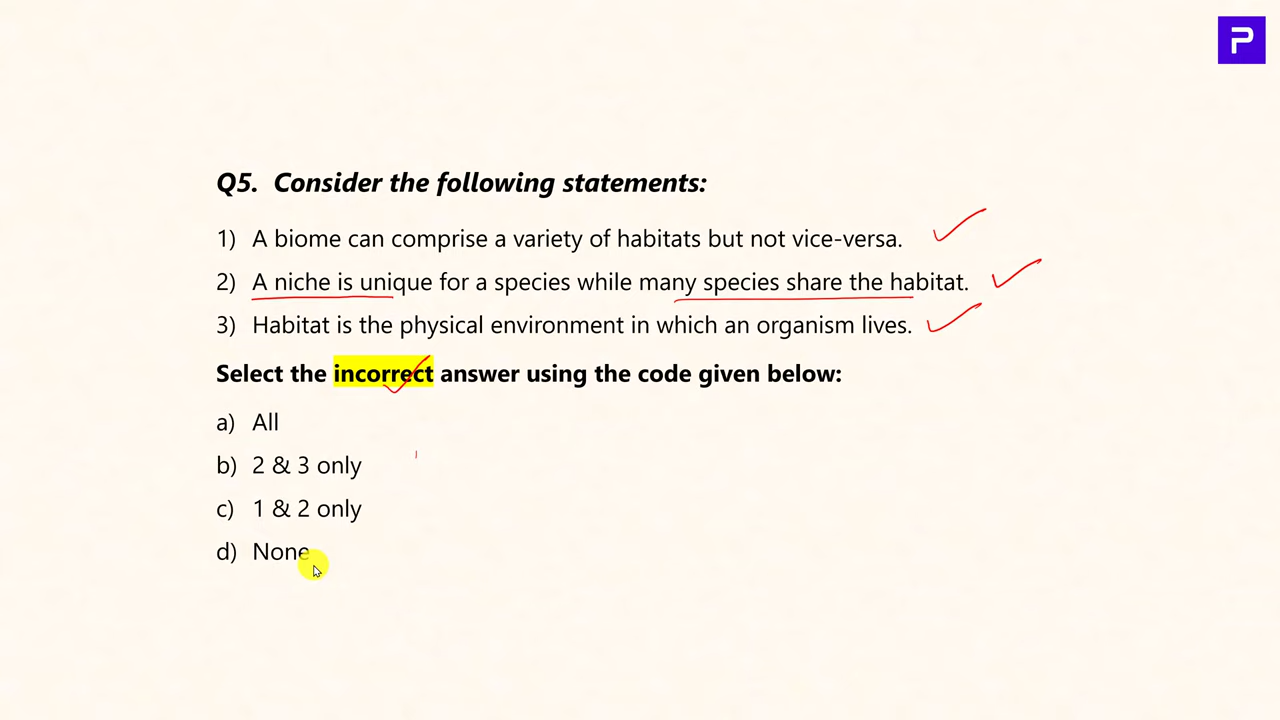 P
Q5. Consider the following statements:
1) A biome can comprise a variety of habitats but not vice-versa.
2) A niche is unique for a species while many species share the habitat.
3) Habitat is the physical environment in which an organism lives.
Select the incorrect answer using the code given below:
a) All
b) 2 & 3 only
c) 1 & 2 only
d) None